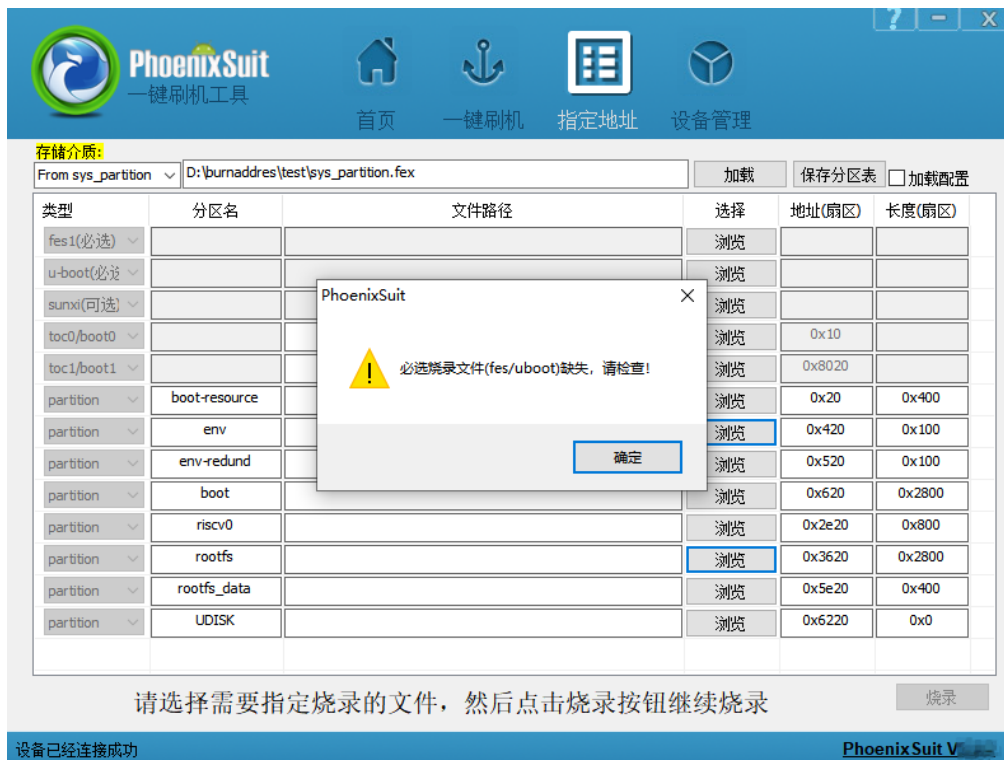 ? - X
PhoenixSuit
一键刷机工具
首页 一键刷机 指定地址 设备管理
存储介质:
From sys_partition D:\burnaddres\test\sys_partition.fex 加载 保存分区表 加载配置
类型 分区名 文件路径 选择 地址(扇区) 长度(扇区)
fes1(必选) 浏览
u-boot(必选 浏览
sunxi(可选) 浏览
toc0/boot0 浏览 0x10
toc1/boot1 浏览 0x8020
partition boot-resource 浏览 0x20 0x400
partition env 浏览 0x420 0x100
partition env-redund 浏览 0x520 0x100
partition boot 浏览 0x620 0x2800
partition riscv0 浏览 0x2e20 0x800
partition rootfs 浏览 0x3620 0x2800
partition rootfs_data 浏览 0x5e20 0x400
partition UDISK 浏览 0x6220 0x0
PhoenixSuit
必选烧录文件(fes/uboot)缺失，请检查!
确定
请选择需要指定烧录的文件，然后点击烧录按钮继续烧录
烧录
设备已经连接成功 PhoenixSuit V